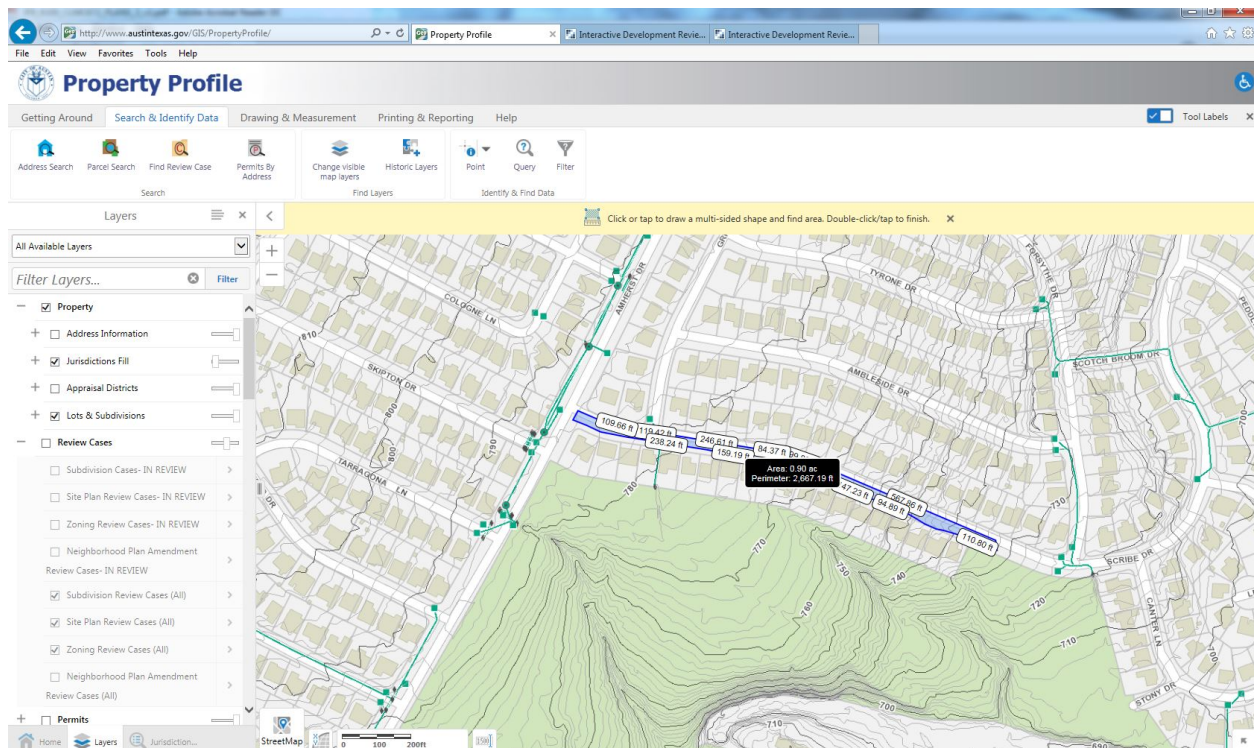 http://www.austintexas.gov/GIS/PropertyProfile/
Property Profile
Interactive Development Revie...
Interactive Development Revie...
File Edit View Favorites Tools Help
Property Profile
Getting Around Search & Identify Data Drawing & Measurement Printing & Reporting Help
Tool Labels
Address Search
Parcel Search
Find Review Case
Permits By
Address
Change visible
map layers
Historic Layers
Point
Query
Filter
Search
Find Layers
Identify & Find Data
Layers
Click or tap to draw a multi-sided shape and find area. Double-click/tap to finish.
All Available Layers
Filter Layers...
Filter
Property
Address Information
Jurisdictions Fill
Appraisal Districts
Lots & Subdivisions
Review Cases
Subdivision Cases- IN REVIEW
Site Plan Review Cases- IN REVIEW
Zoning Review Cases- IN REVIEW
Neighborhood Plan Amendment
Review Cases- IN REVIEW
Subdivision Review Cases (All)
Site Plan Review Cases (All)
Zoning Review Cases (All)
Neighborhood Plan Amendment
Review Cases (All)
Permits
Home
Layers
Jurisdiction...
COLOGNE LN
AMHERST DR
TYRONE DR
FORSYTHE DR
SCOTCH BROOM DR
810
SKIPTON DR
AMBLESIDE DR
800
800
790
TARRAGONA LN
DR
109.66 ft
119.42 ft
238.24 ft
246.61 ft
159.19 ft
84.37 ft
Area: 0.90 ac
Perimeter: 2,667.19 ft
47.23 ft
94.89 ft
567.86 ft
110.80 ft
780
770
760
750
740
730
720
710
SCRIBE DR
CANTER LN
STONY DR
700
700
710
690
StreetMap
0 100 200ft